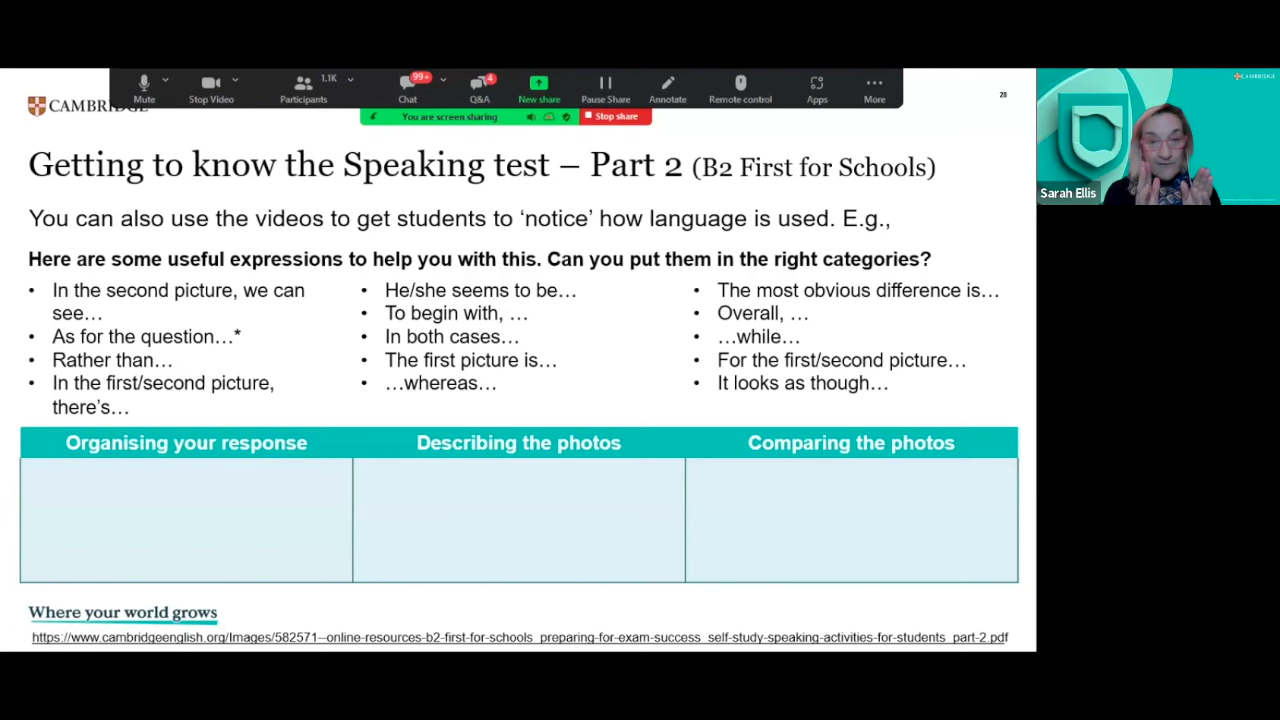 1.1K
99+
4
Mute
Stop Video
Participants
Chat
Q&A
New share
Pause Share
Annotate
Remote control
Apps
More
You are screen sharing
Stop share
CAMBRIDGE
28
CAMBRIDGE
Sarah Ellis
Getting to know the Speaking test – Part 2 (B2 First for Schools)
You can also use the videos to get students to ‘notice’ how language is used. E.g.,
Here are some useful expressions to help you with this. Can you put them in the right categories?
• In the second picture, we can
see…
• As for the question…*
• Rather than…
• In the first/second picture,
there’s…
• He/she seems to be…
• To begin with, …
• In both cases…
• The first picture is…
• …whereas…
• The most obvious difference is…
• Overall, …
• …while…
• For the first/second picture…
• It looks as though…
Organising your response
Describing the photos
Comparing the photos
Where your world grows
https://www.cambridgeenglish.org/Images/582571--online-resources-b2-first-for-schools_preparing-for-exam-success_self-study-speaking-activities-for-students_part-2.pdf